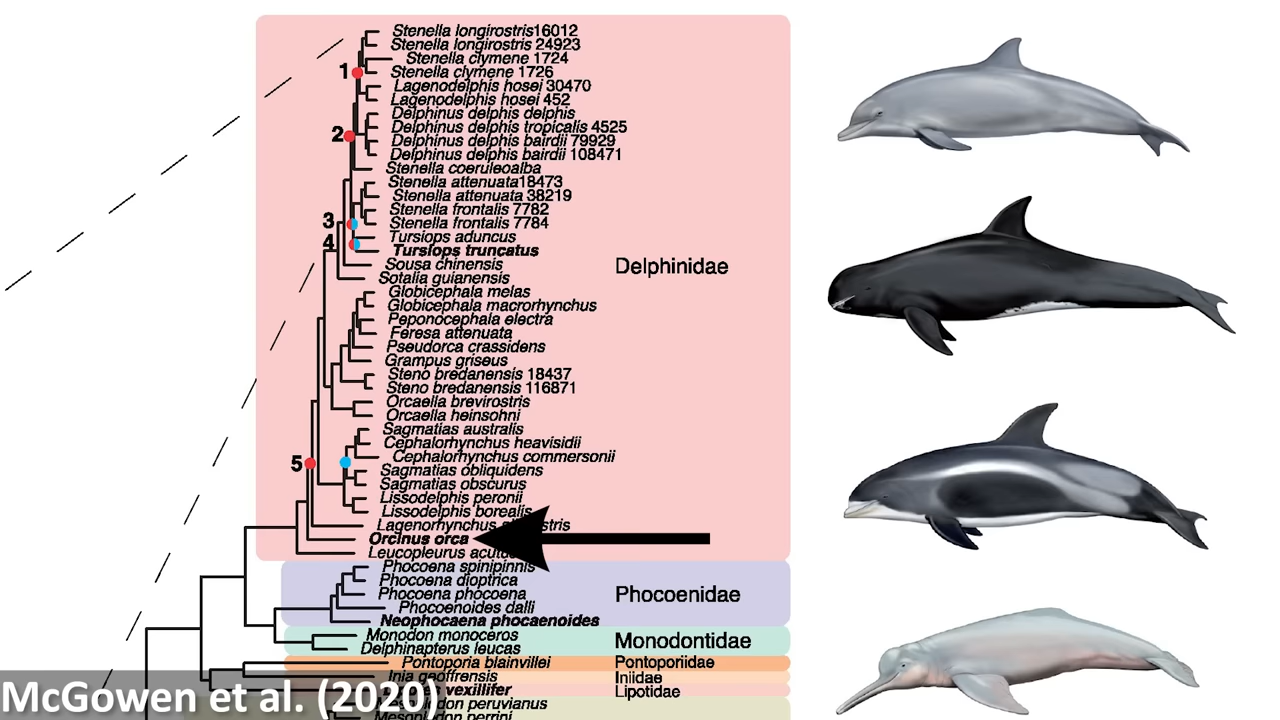 Stenella longirostris16012
Stenella longirostris 24923
Stenella clymene 1724
1
Stenella clymene 1726
Lagenodelphis hosei 30470
Lagenodelphis hosei 452
Delphinus delphis delphis
Delphinus delphis tropicalis 4525
2
Delphinus delphis bairdii 79929
Delphinus delphis bairdii 108471
Stenella coeruleoalba
Stenella attenuata18473
Stenella attenuata 38219
Stenella frontalis 7782
3
Stenella frontalis 7784
Tursiops aduncus
4
Tursiops truncatus
Sousa chinensis
Delphinidae
Sotalia guianensis
Globicephala melas
Globicephala macrorhynchus
Peponocephala electra
Feresa attenuata
Pseudorca crassidens
Grampus griseus
Steno bredanensis 18437
Steno bredanensis 116871
Orcaella brevirostris
Orcaella heinsohni
Sagmatias australis
Cephalorhynchus heavisidii
Cephalorhynchus commersonii
5
Sagmatias obliquidens
Sagmatias obscurus
Lissodelphis peronii
Lissodelphis borealis
Lagenorhynchus
Orcinus orca
Leucopleurus
Phocoena spinipinnis
Phocoena dioptrica
Phocoena phocoena
Phocoenidae
Phocoenoides dalli
Neophocaena phocaenoides
Monodon monoceros
Monodontidae
Delphinapterus leucas
Pontoporia blainvillei
Pontoporiidae
Inia geoffrensis
Iniidae
vexillifer
Lipotidae
McGowen et al. (2020)
Mesoplodon peruvianus
Mesoplodon perrini